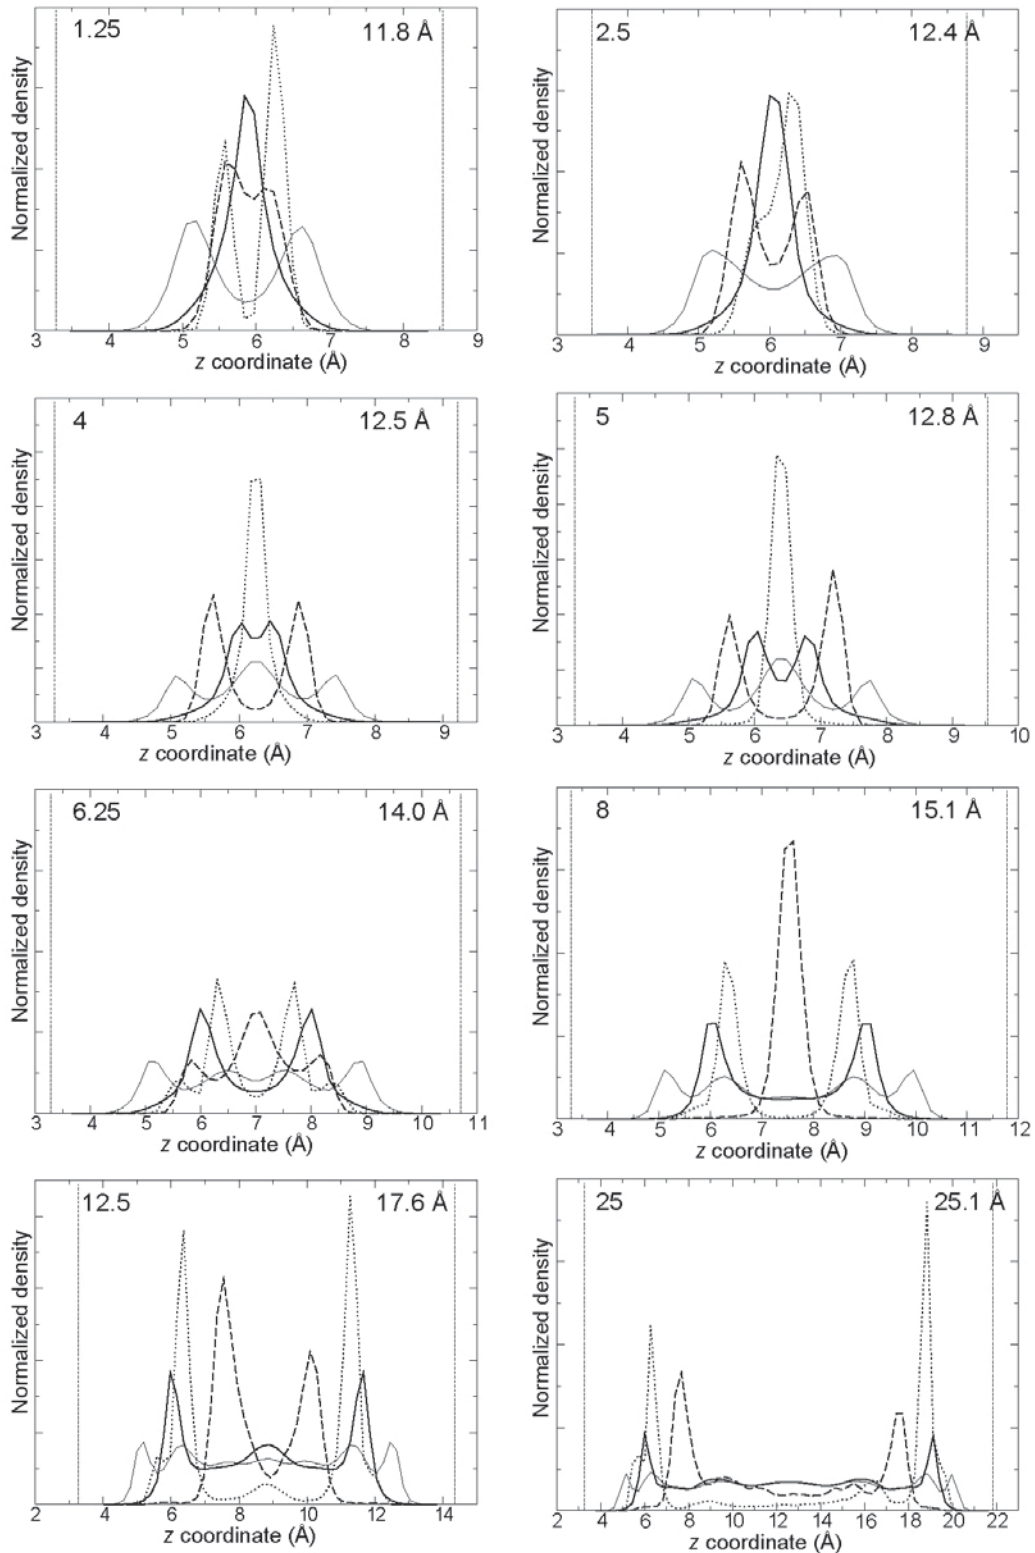 1.25 11.8 Å
Normalized density
3 4 5 6 7 8 9
z coordinate (Å)
2.5 12.4 Å
Normalized density
3 4 5 6 7 8 9
z coordinate (Å)
4 12.5 Å
Normalized density
3 4 5 6 7 8 9
z coordinate (Å)
5 12.8 Å
Normalized density
3 4 5 6 7 8 9 10
z coordinate (Å)
6.25 14.0 Å
Normalized density
3 4 5 6 7 8 9 10 11
z coordinate (Å)
8 15.1 Å
Normalized density
3 4 5 6 7 8 9 10 11 12
z coordinate (Å)
12.5 17.6 Å
Normalized density
2 4 6 8 10 12 14
z coordinate (Å)
25 25.1 Å
Normalized density
2 4 6 8 10 12 14 16 18 20 22
z coordinate (Å)